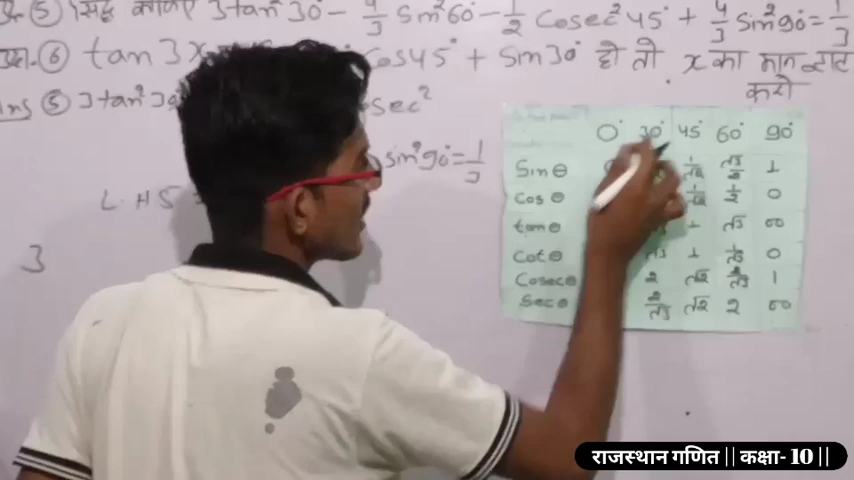 सिद्ध कीजिए 3tan²30° - 4/3 Sin²60° - 1/2 Cosec²45° + 4/3 Sin²90° = 1/3
tan 3x Cos45° + Sin30° हो तो x का मान ज्ञात
करो
Ans ⑤ 3tan²30 osec²
sin²90° = 1/3
L.H.S
3
0° 30° 45° 60° 90°
Sinθ 1/√2 √3/2 1
Cosθ 1/√2 1/2 0
tanθ 1 √3 ∞
Cotθ √3 1 1/√3 0
Cosecθ 2 √2 2/√3 1
Secθ 2/√3 √2 2 ∞
राजस्थान गणित || कक्षा- 10 ||